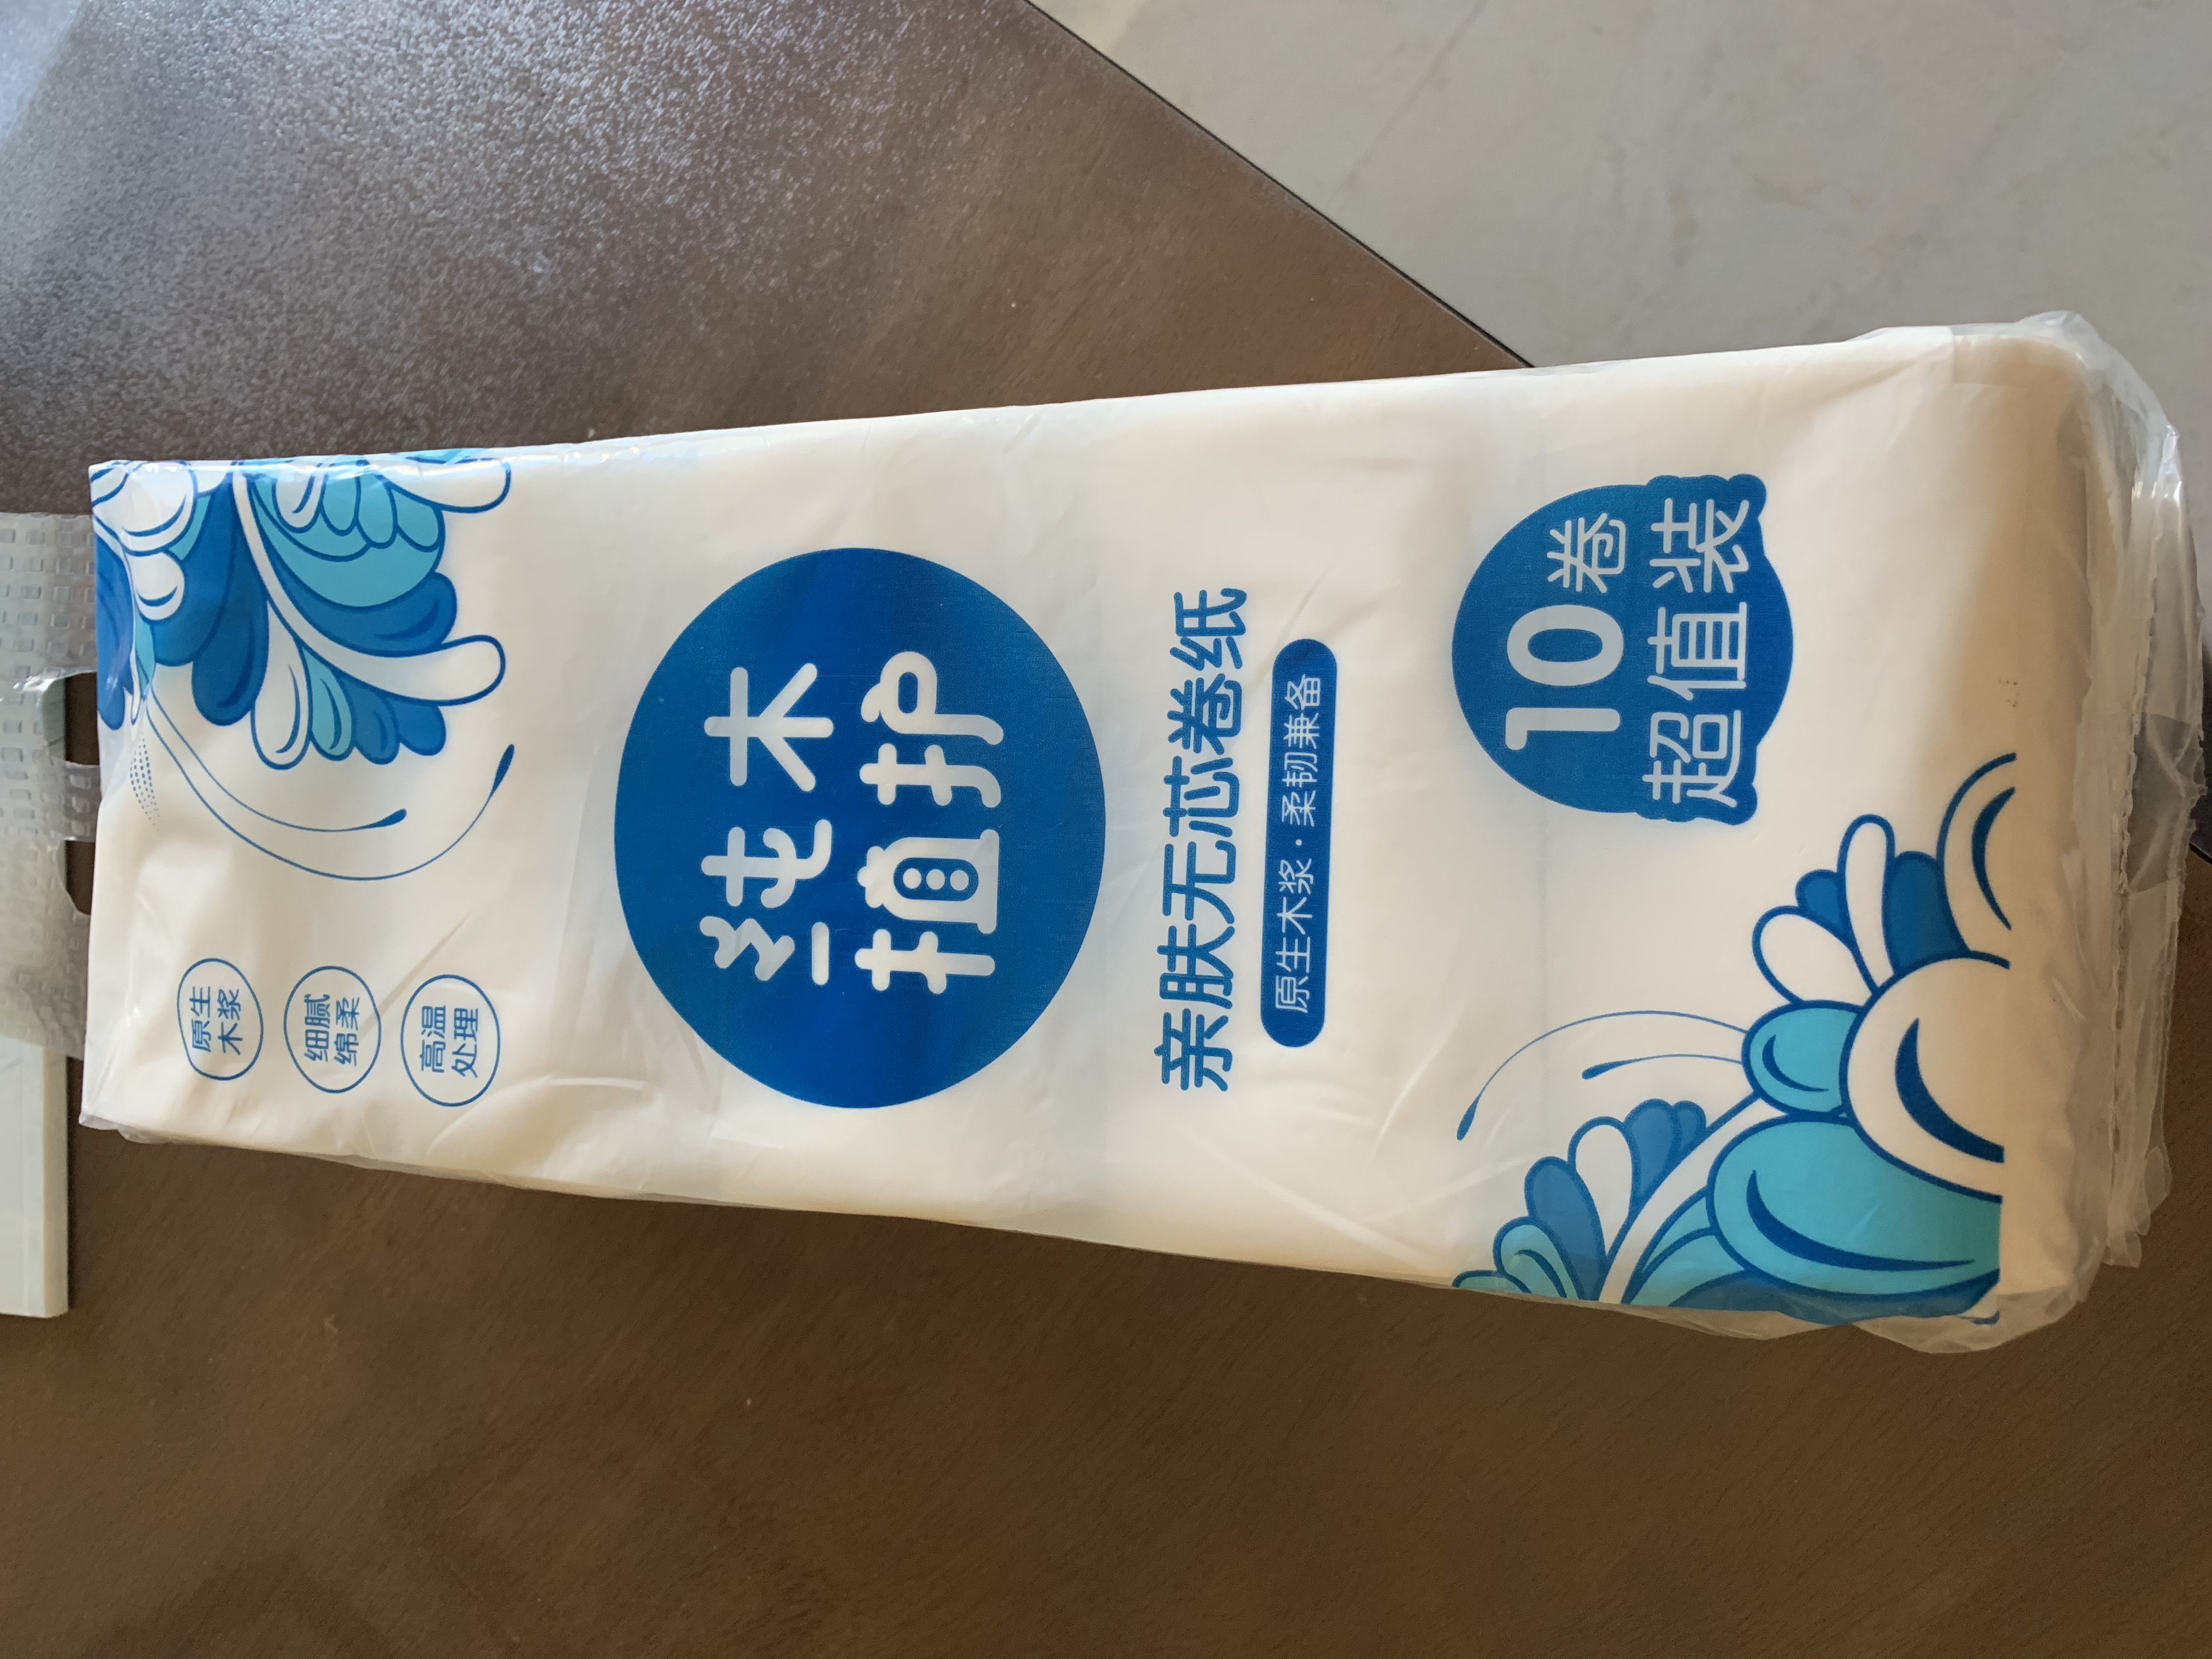 原生
木浆
细腻
绵柔
高温
处理
纯木
植护
亲肤无芯卷纸
原生木浆·柔韧兼备
10卷
超值装